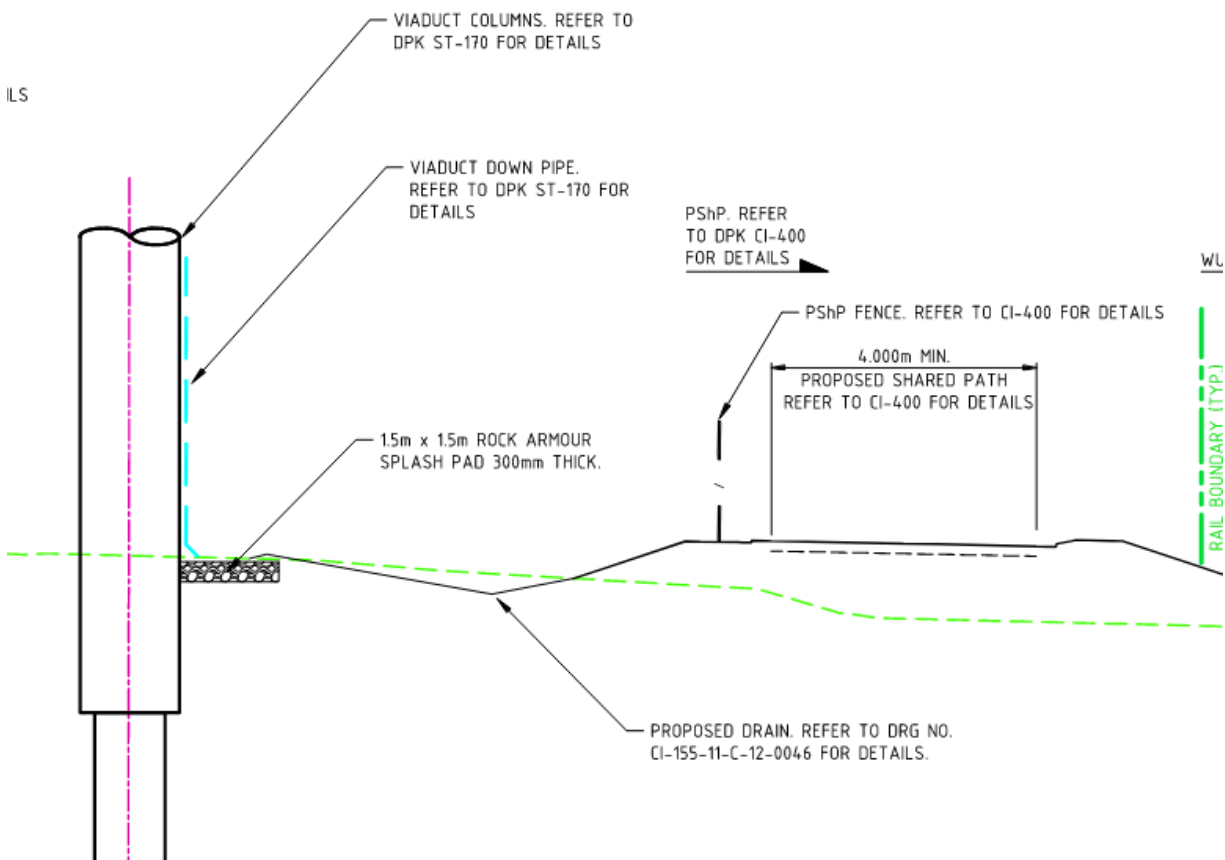 VIADUCT COLUMNS. REFER TO
DPK ST-170 FOR DETAILS
ILS
VIADUCT DOWN PIPE.
REFER TO DPK ST-170 FOR
DETAILS
PShP. REFER
TO DPK CI-400
FOR DETAILS
WU
PShP FENCE. REFER TO CI-400 FOR DETAILS
4.000m MIN.
PROPOSED SHARED PATH
REFER TO CI-400 FOR DETAILS
RAIL BOUNDARY (TYP.)
1.5m x 1.5m ROCK ARMOUR
SPLASH PAD 300mm THICK.
PROPOSED DRAIN. REFER TO DRG NO.
CI-155-11-C-12-0046 FOR DETAILS.